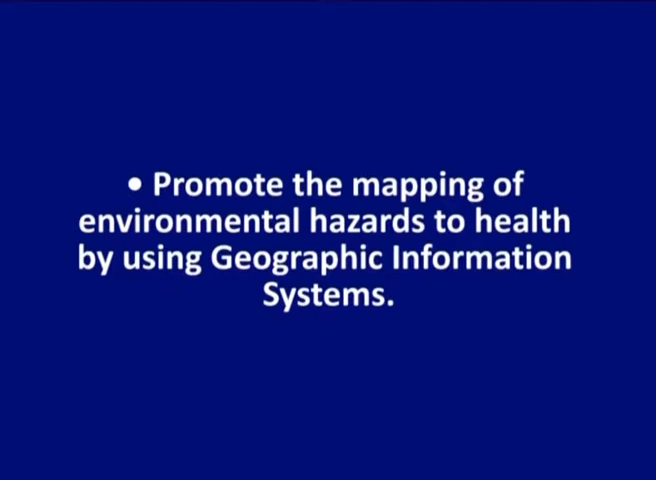 • Promote the mapping of
environmental hazards to health
by using Geographic Information
Systems.